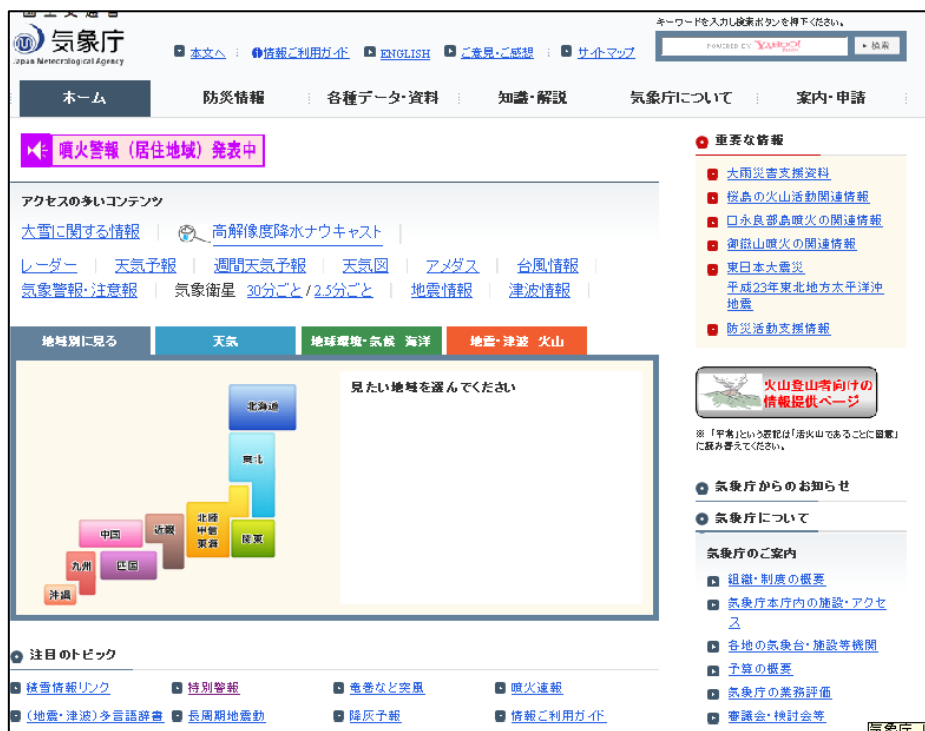 国土交通省
気象庁
Japan Meteorological Agency
本文へ
情報ご利用ガイド
ENGLISH
ご意見・ご感想
サイトマップ
キーワードを入力し検索ボタンを押下ください。
POWERED BY YAHOO!
検索
ホーム
防災情報
各種データ・資料
知識・解説
気象庁について
案内・申請
噴火警報（居住地域）発表中
アクセスの多いコンテンツ
大雪に関する情報 高解像度降水ナウキャスト
レーダー 天気予報 週間天気予報 天気図 アメダス 台風情報
気象警報・注意報 気象衛星 30分ごと / 2.5分ごと 地震情報 津波情報
地域別に見る
天気
地球環境・気候 海洋
地震・津波 火山
見たい地域を選んでください
北海道
東北
北陸
甲信
東海
関東
近畿
中国
四国
九州
沖縄
注目のトピック
積雪情報リンク 特別警報 竜巻など突風 噴火速報
(地震・津波)多言語辞書 長周期地震動 降灰予報 情報ご利用ガイド
重要な情報
大雨災害支援資料
桜島の火山活動関連情報
口永良部島噴火の関連情報
御嶽山噴火の関連情報
東日本大震災
平成23年東北地方太平洋沖
地震
防災活動支援情報
火山登山者向けの
情報提供ページ
※「平常」という表記は「活火山であることに留意」
に読み替えてください。
気象庁からのお知らせ
気象庁について
気象庁のご案内
組織・制度の概要
気象庁本庁内の施設・アクセ
ス
各地の気象台・施設等機関
予算の概要
気象庁の業務評価
審議会・検討会等
気象庁